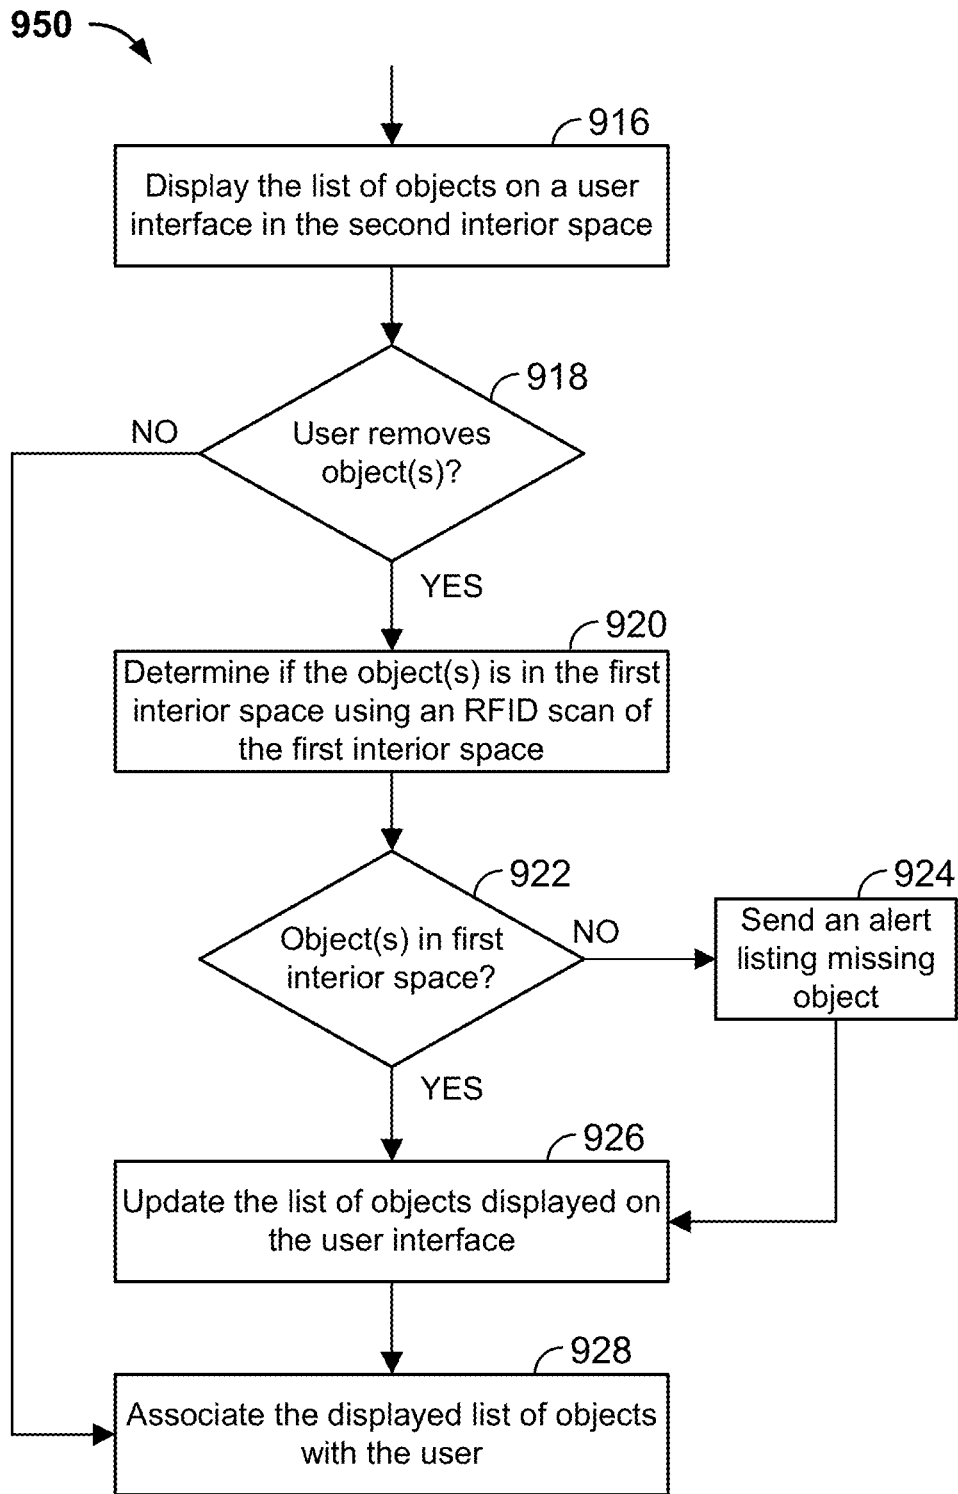 950
916
Display the list of objects on a user
interface in the second interior space
918
NO
User removes
object(s)?
YES
920
Determine if the object(s) is in the first
interior space using an RFID scan of
the first interior space
922
924
Object(s) in first
interior space?
NO
Send an alert
listing missing
object
YES
926
Update the list of objects displayed on
the user interface
928
Associate the displayed list of objects
with the user